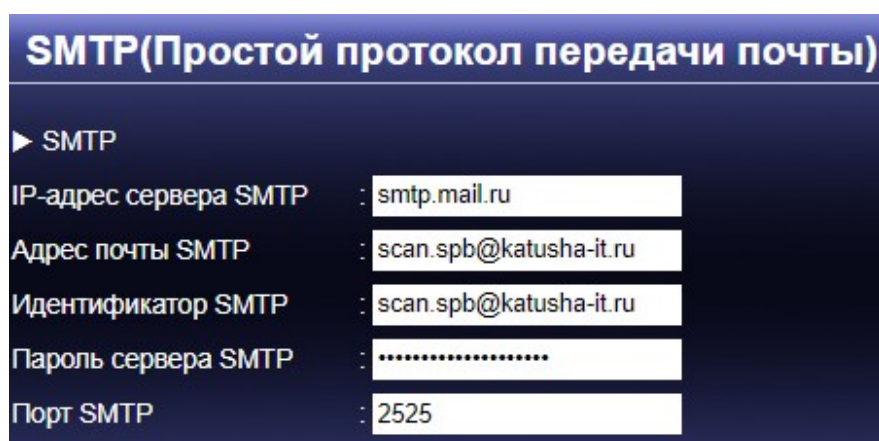 SMTP(Простой протокол передачи почты)
▶ SMTP
IP-адрес сервера SMTP : smtp.mail.ru
Адрес почты SMTP : scan.spb@katusha-it.ru
Идентификатор SMTP : scan.spb@katusha-it.ru
Пароль сервера SMTP : ••••••••••••••••••••
Порт SMTP : 2525